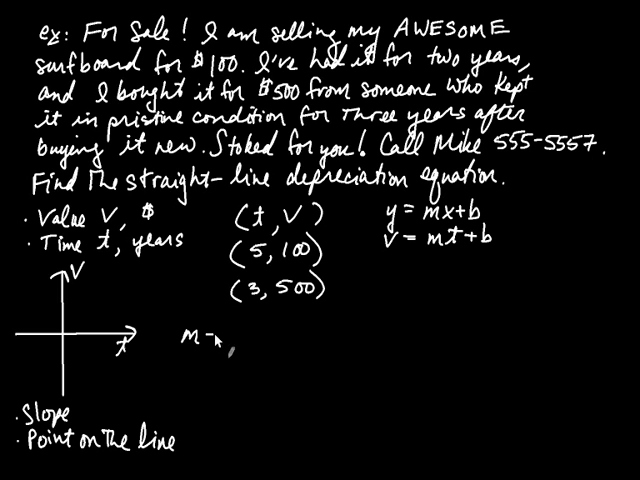 ex: For Sale! I am selling my AWESOME
surfboard for $100. I've had it for two years,
and I bought it for $500 from someone who kept
it in pristine condition for three years after
buying it new. Stoked for you! Call Mike 555-5557.
Find the straight-line depreciation equation.
· Value V, $ (t, V) y = mx+b
· Time t, years (5, 100) V = mt+b
(3, 500)
V
t
m =
· Slope
· Point on the line